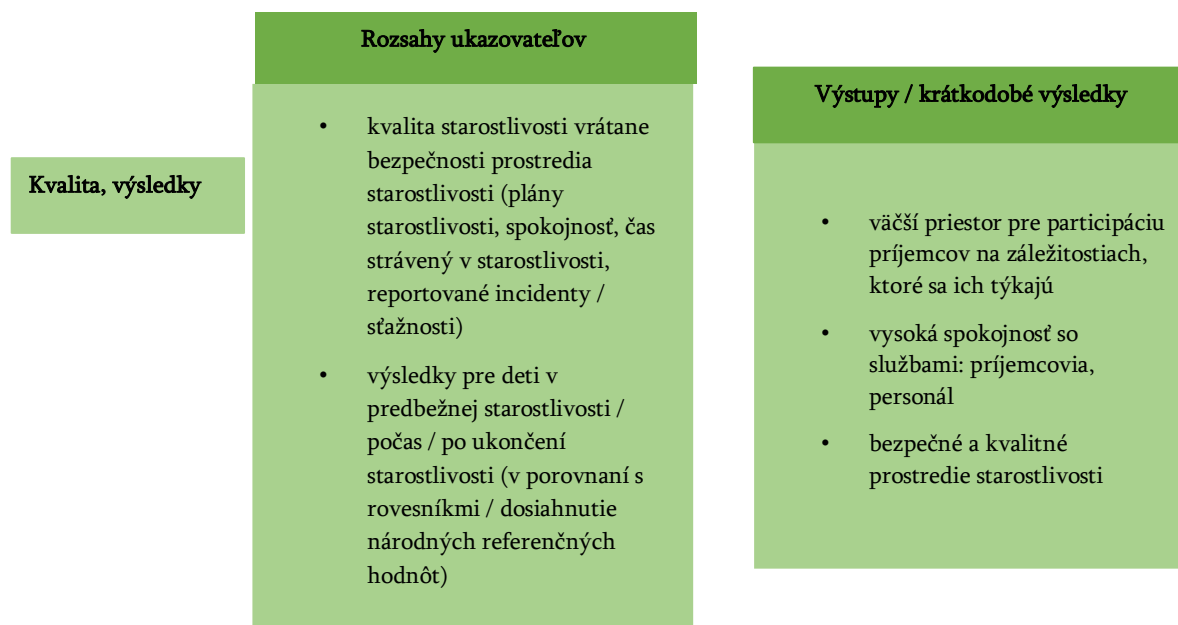 Kvalita, výsledky
Rozsahy ukazovateľov
• kvalita starostlivosti vrátane
bezpečnosti prostredia
starostlivosti (plány
starostlivosti, spokojnosť, čas
strávený v starostlivosti,
reportované incidenty /
sťažnosti)
• výsledky pre deti v
predbežnej starostlivosti /
počas / po ukončení
starostlivosti (v porovnaní s
rovesníkmi / dosiahnutie
národných referenčných
hodnôt)
Výstupy / krátkodobé výsledky
• väčší priestor pre participáciu
príjemcov na záležitostiach,
ktoré sa ich týkajú
• vysoká spokojnosť so
službami: príjemcovia,
personál
• bezpečné a kvalitné
prostredie starostlivosti